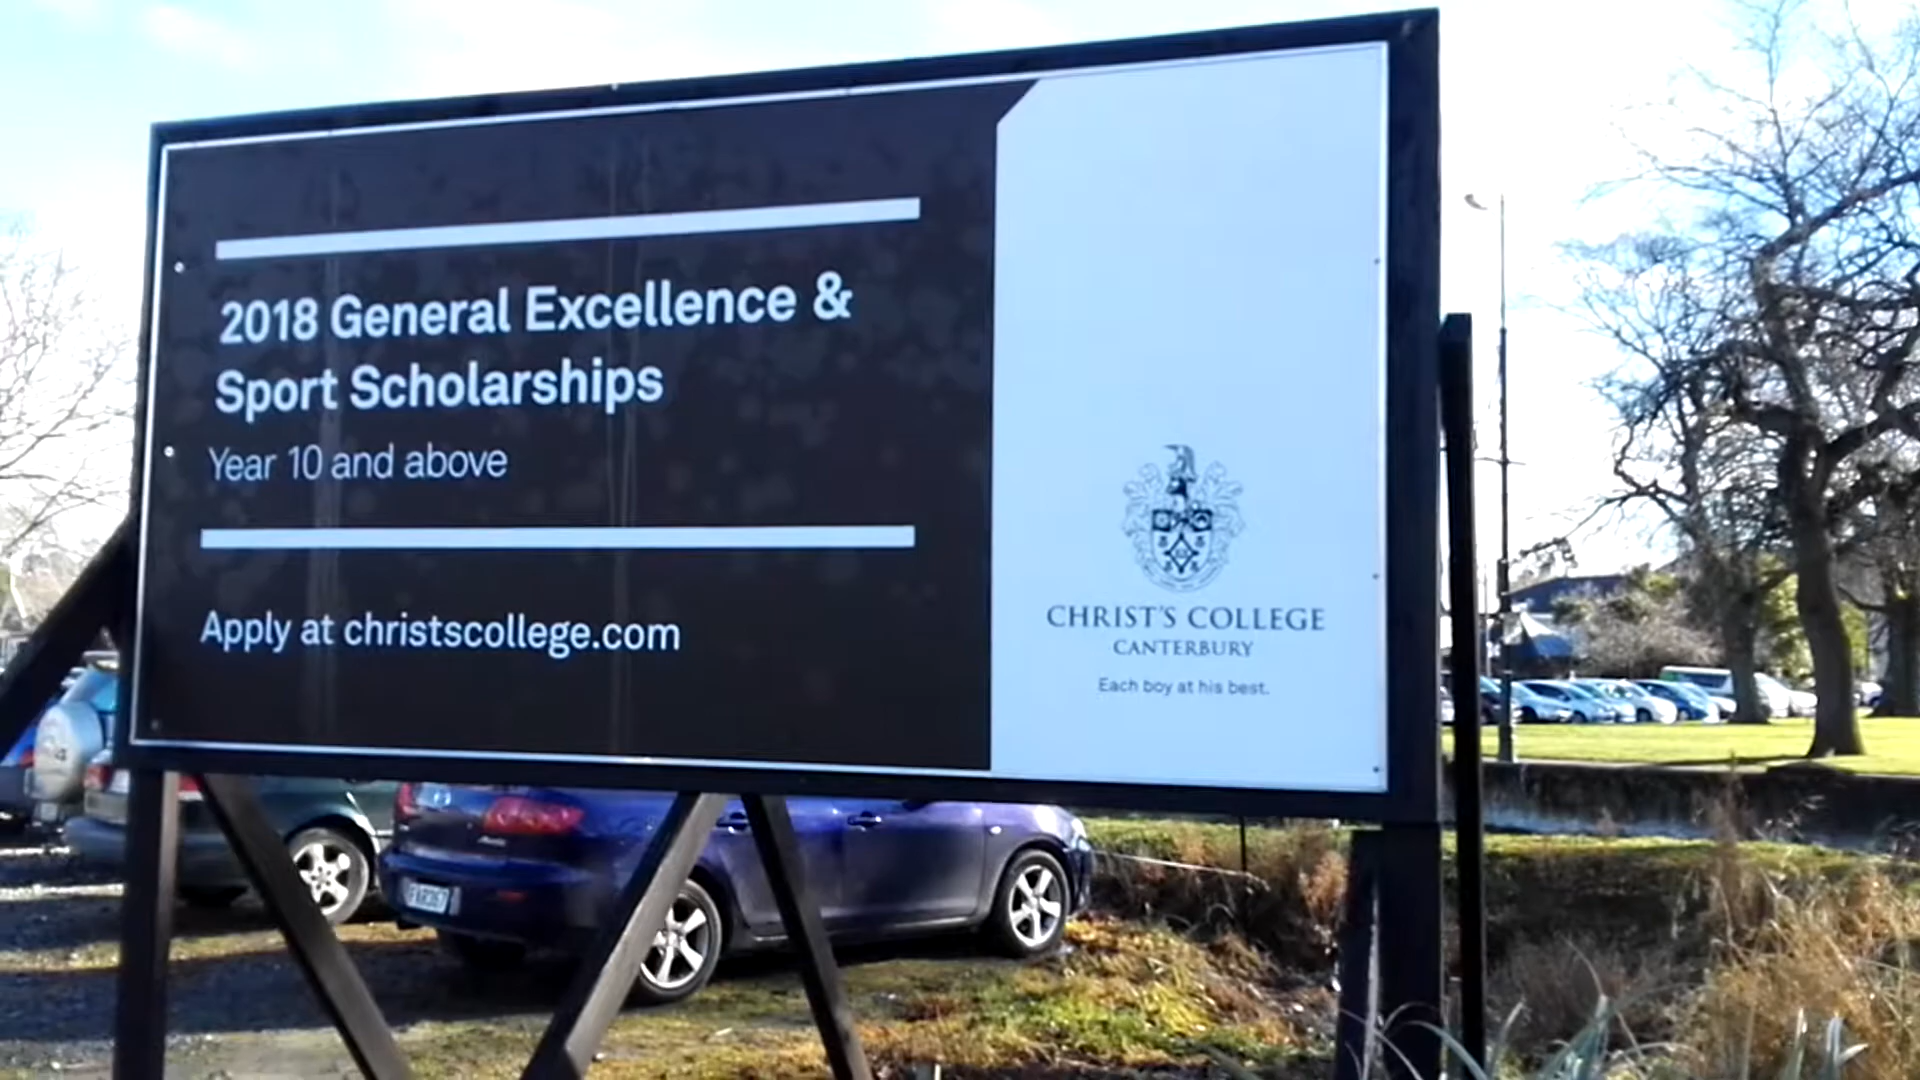 2018 General Excellence &
Sport Scholarships
Year 10 and above
Apply at christscollege.com
CHRIST'S COLLEGE
CANTERBURY
Each boy at his best.